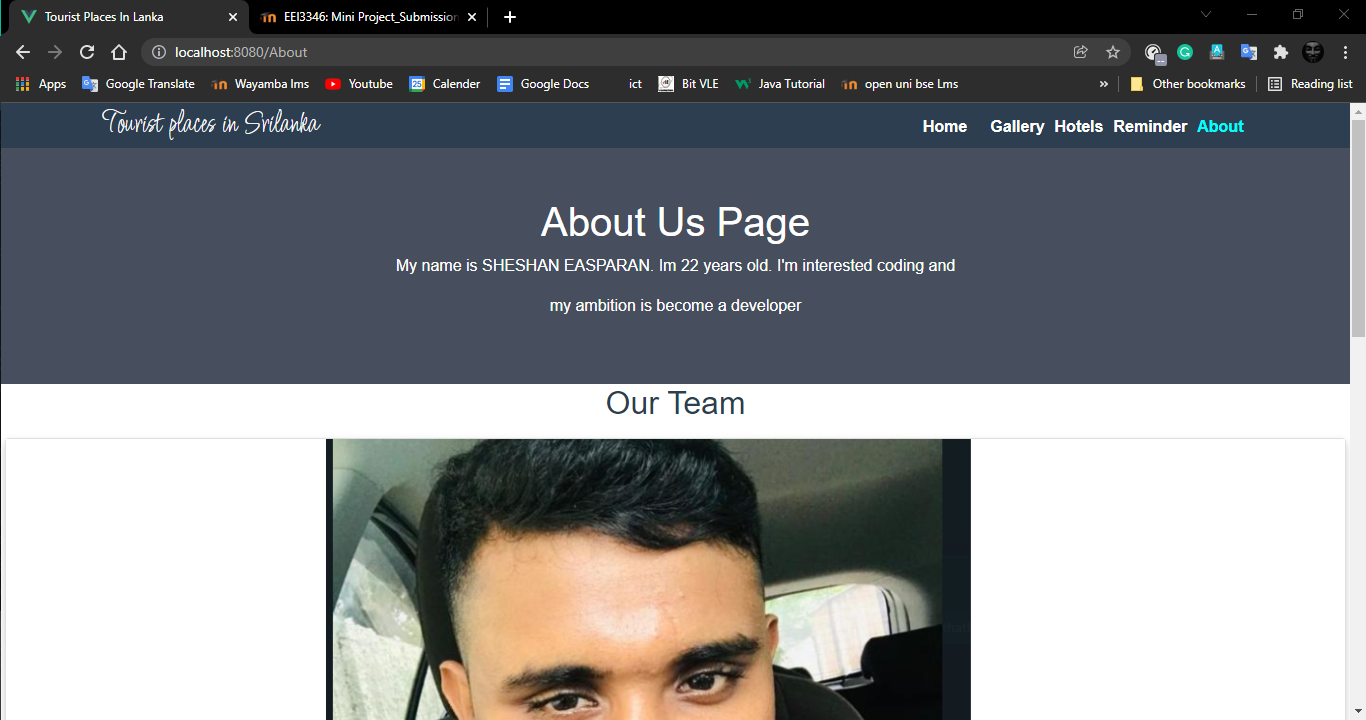 Tourist Places In Lanka
EEI3346: Mini Project_Submission
localhost:8080/About
Apps
Google Translate
Wayamba lms
Youtube
Calender
Google Docs
ict
Bit VLE
Java Tutorial
open uni bse Lms
»
Other bookmarks
Reading list
Tourist places in Srilanka
Home
Gallery
Hotels
Reminder
About
About Us Page
My name is SHESHAN EASPARAN. Im 22 years old. I'm interested coding and
my ambition is become a developer
Our Team